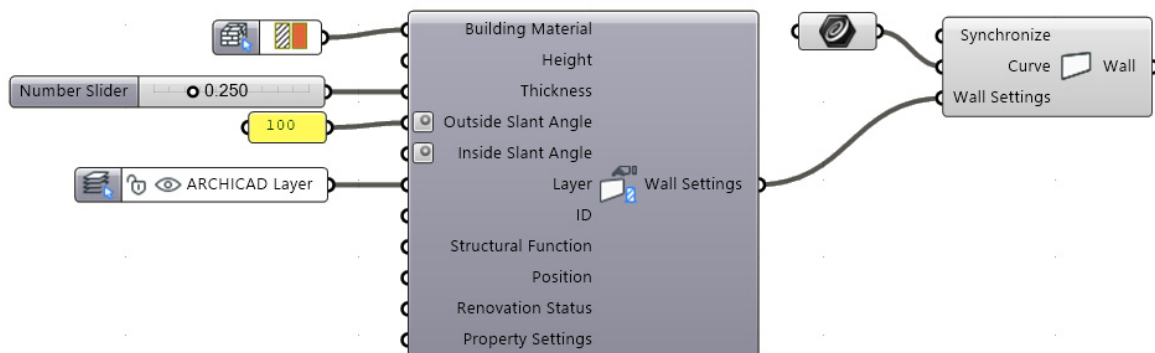 Building Material
Height
Number Slider 0.250 Thickness
100 Outside Slant Angle
Inside Slant Angle
ARCHICAD Layer Layer Wall Settings
ID
Structural Function
Position
Renovation Status
Property Settings
Synchronize
Curve Wall
Wall Settings